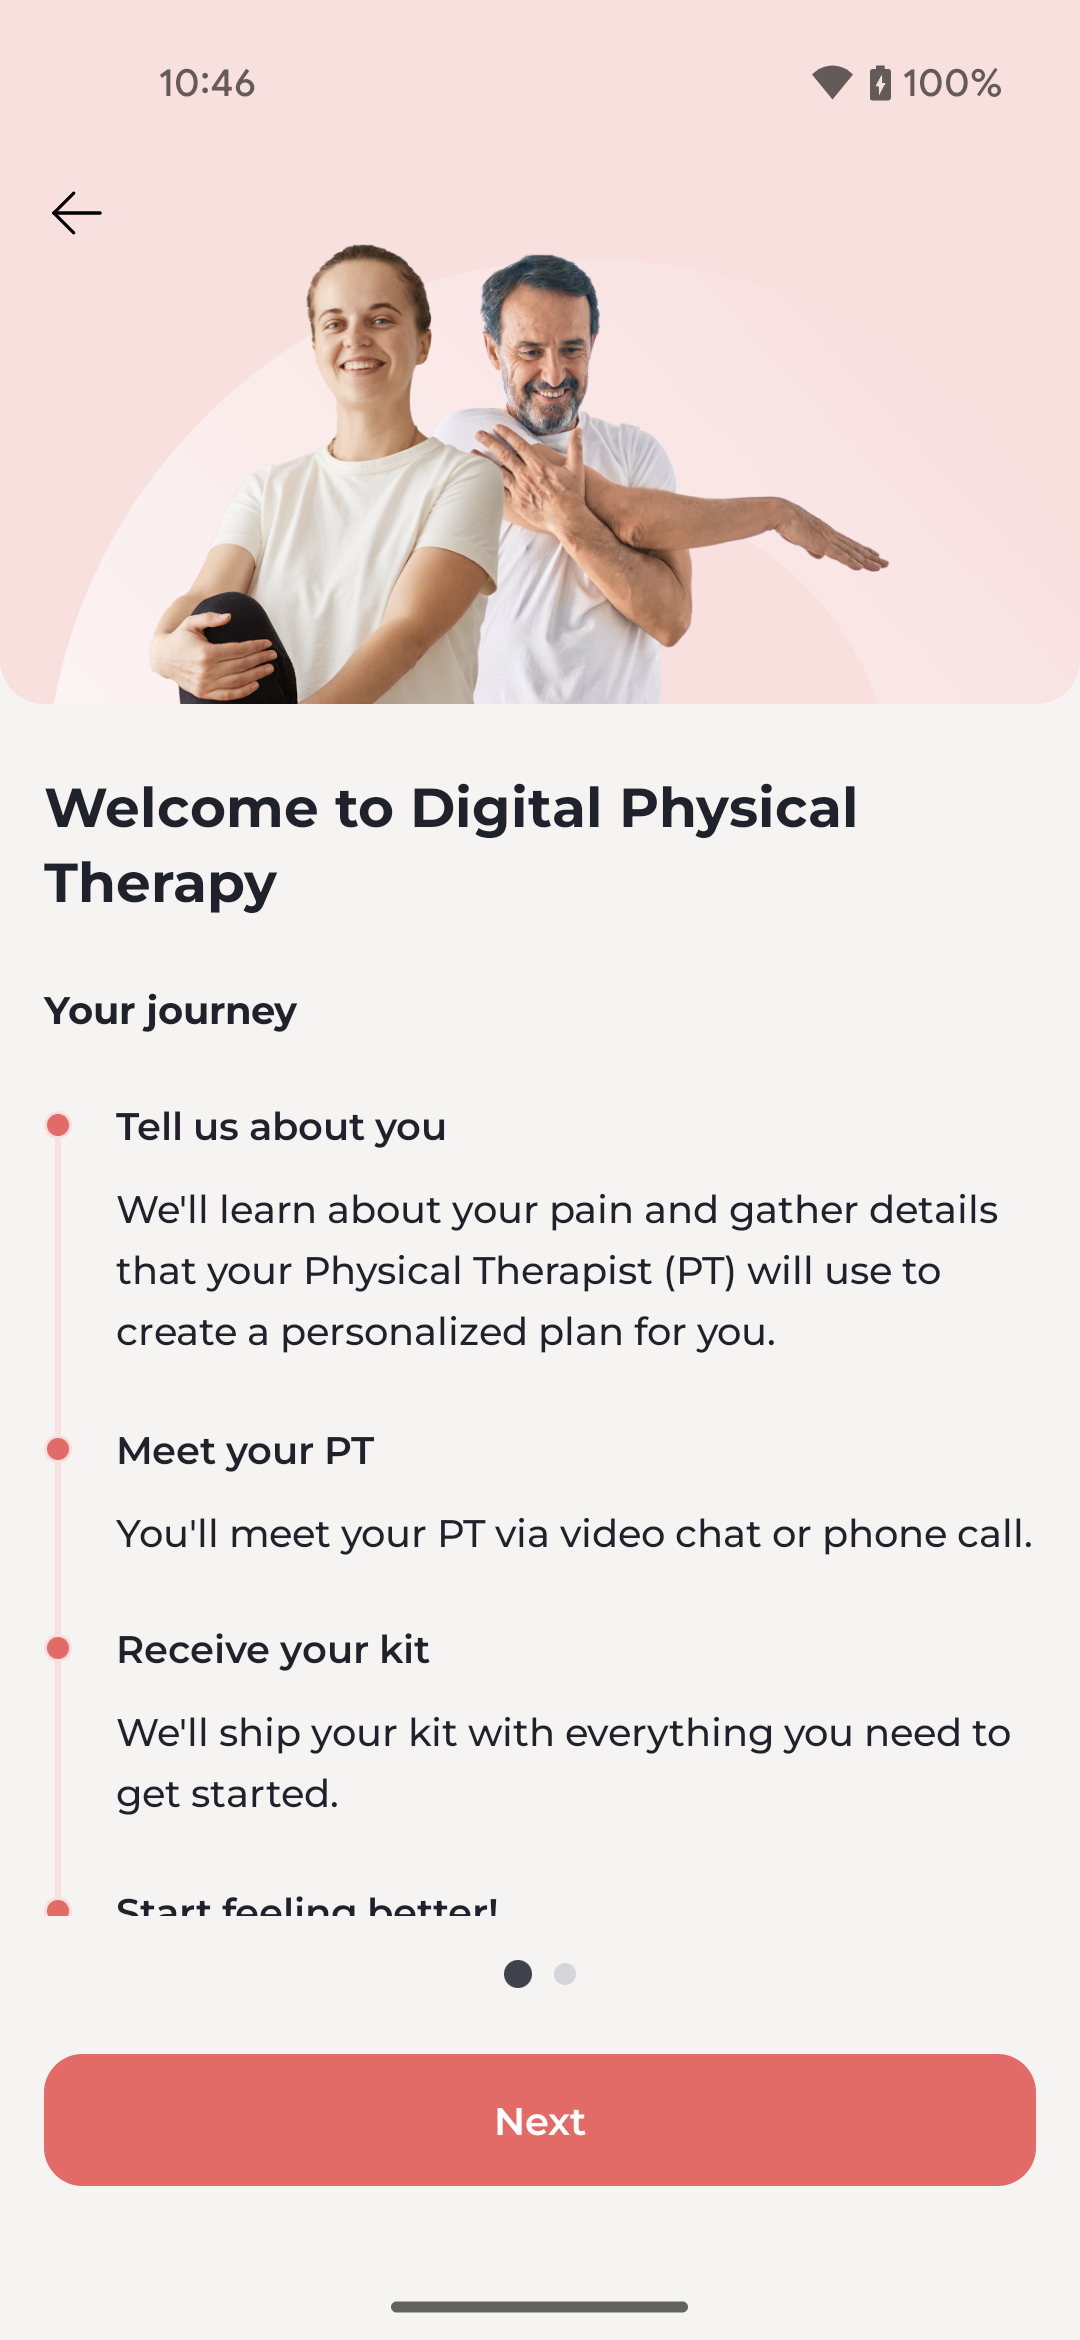 10:46
100%
Welcome to Digital Physical
Therapy
Your journey
Tell us about you
We'll learn about your pain and gather details
that your Physical Therapist (PT) will use to
create a personalized plan for you.
Meet your PT
You'll meet your PT via video chat or phone call.
Receive your kit
We'll ship your kit with everything you need to
get started.
Start feeling better!
Next